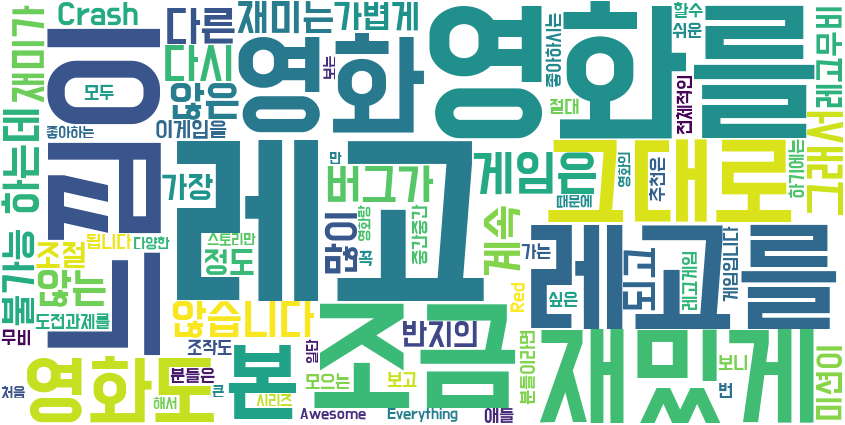 Crash
재미가
다른
재미는
가볍게
다시
않은
이게임을
모두
좋아하는
느낌이
영화
영화를
보는
좋아하시는
할수
쉬운
절대
전체적인
레고무비
그래서
하는데
불가능
가장
레고
버그가
만
게임은
때문에
그대로
영화의
추천은
하기에는
조절
됩니다
다양한
스토리만
정도
않는
도전과제를
많이
꼭
영화랑
중간중간
계속
가는
Red
싶은
레고를
되고
레고게임
게임입니다
무비
않습니다
조작도
일단
반지의
조금
분들이라면
재밌게
보니
번
미션이
처음
영화도
분들은
해서
큰
본
시리즈
모으는
보고
Awesome
Everything
애들